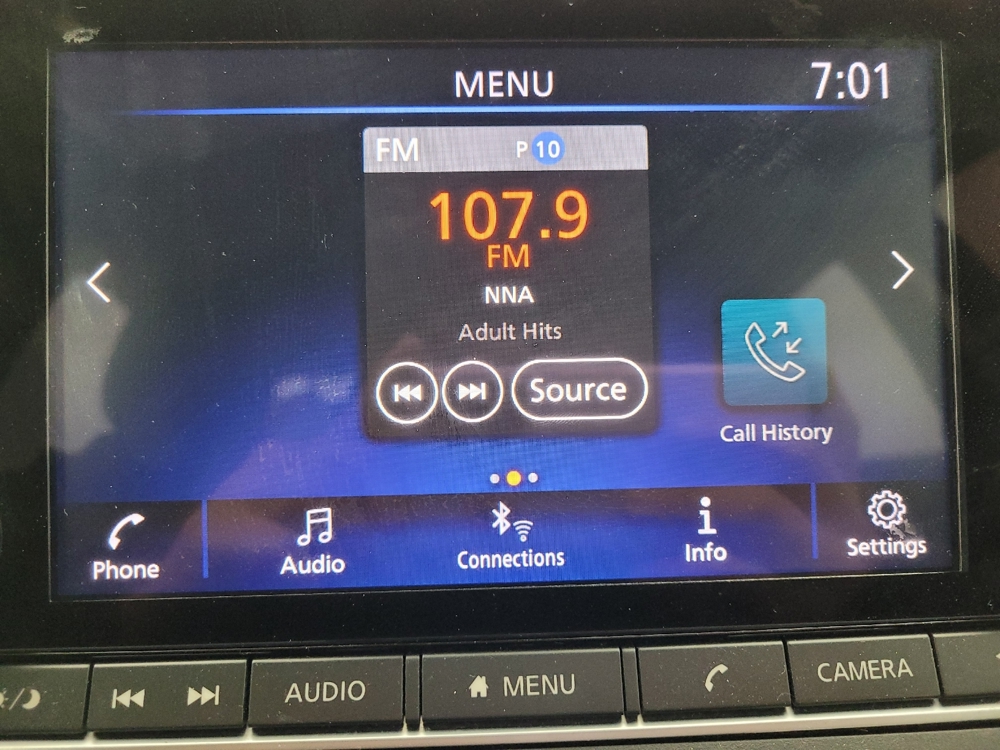 MENU
7:01
FM
P 10
107.9
FM
NNA
Adult Hits
Source
Call History
Phone
Audio
Connections
Info
Settings
AUDIO
MENU
CAMERA